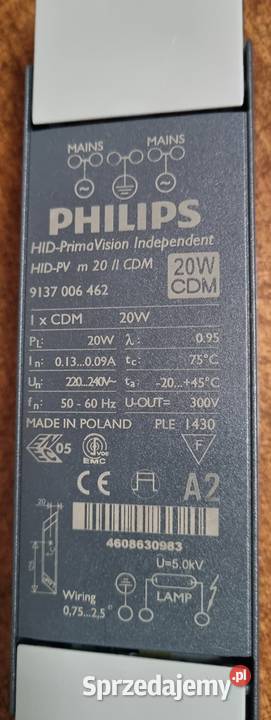 MAINS MAINS
PHILIPS
HID-PrimaVision Independent
HID-PV m 20 // CDM
20W
CDM
9137 006 462
1 x CDM 20W
PL: 20W λ: 0.95
In: 0.13...0.09A tc: 75°C
Un: 220...240V~ ta: -20...+45°C
fn: 50 - 60 Hz U-OUT= 300V
MADE IN POLAND PLE 1430
05
VDE
EMC
F
CE
A2
4608630983
20
U=5.0kV
Wiring
0,75...2,5
LAMP
Sprzedajemy.pl